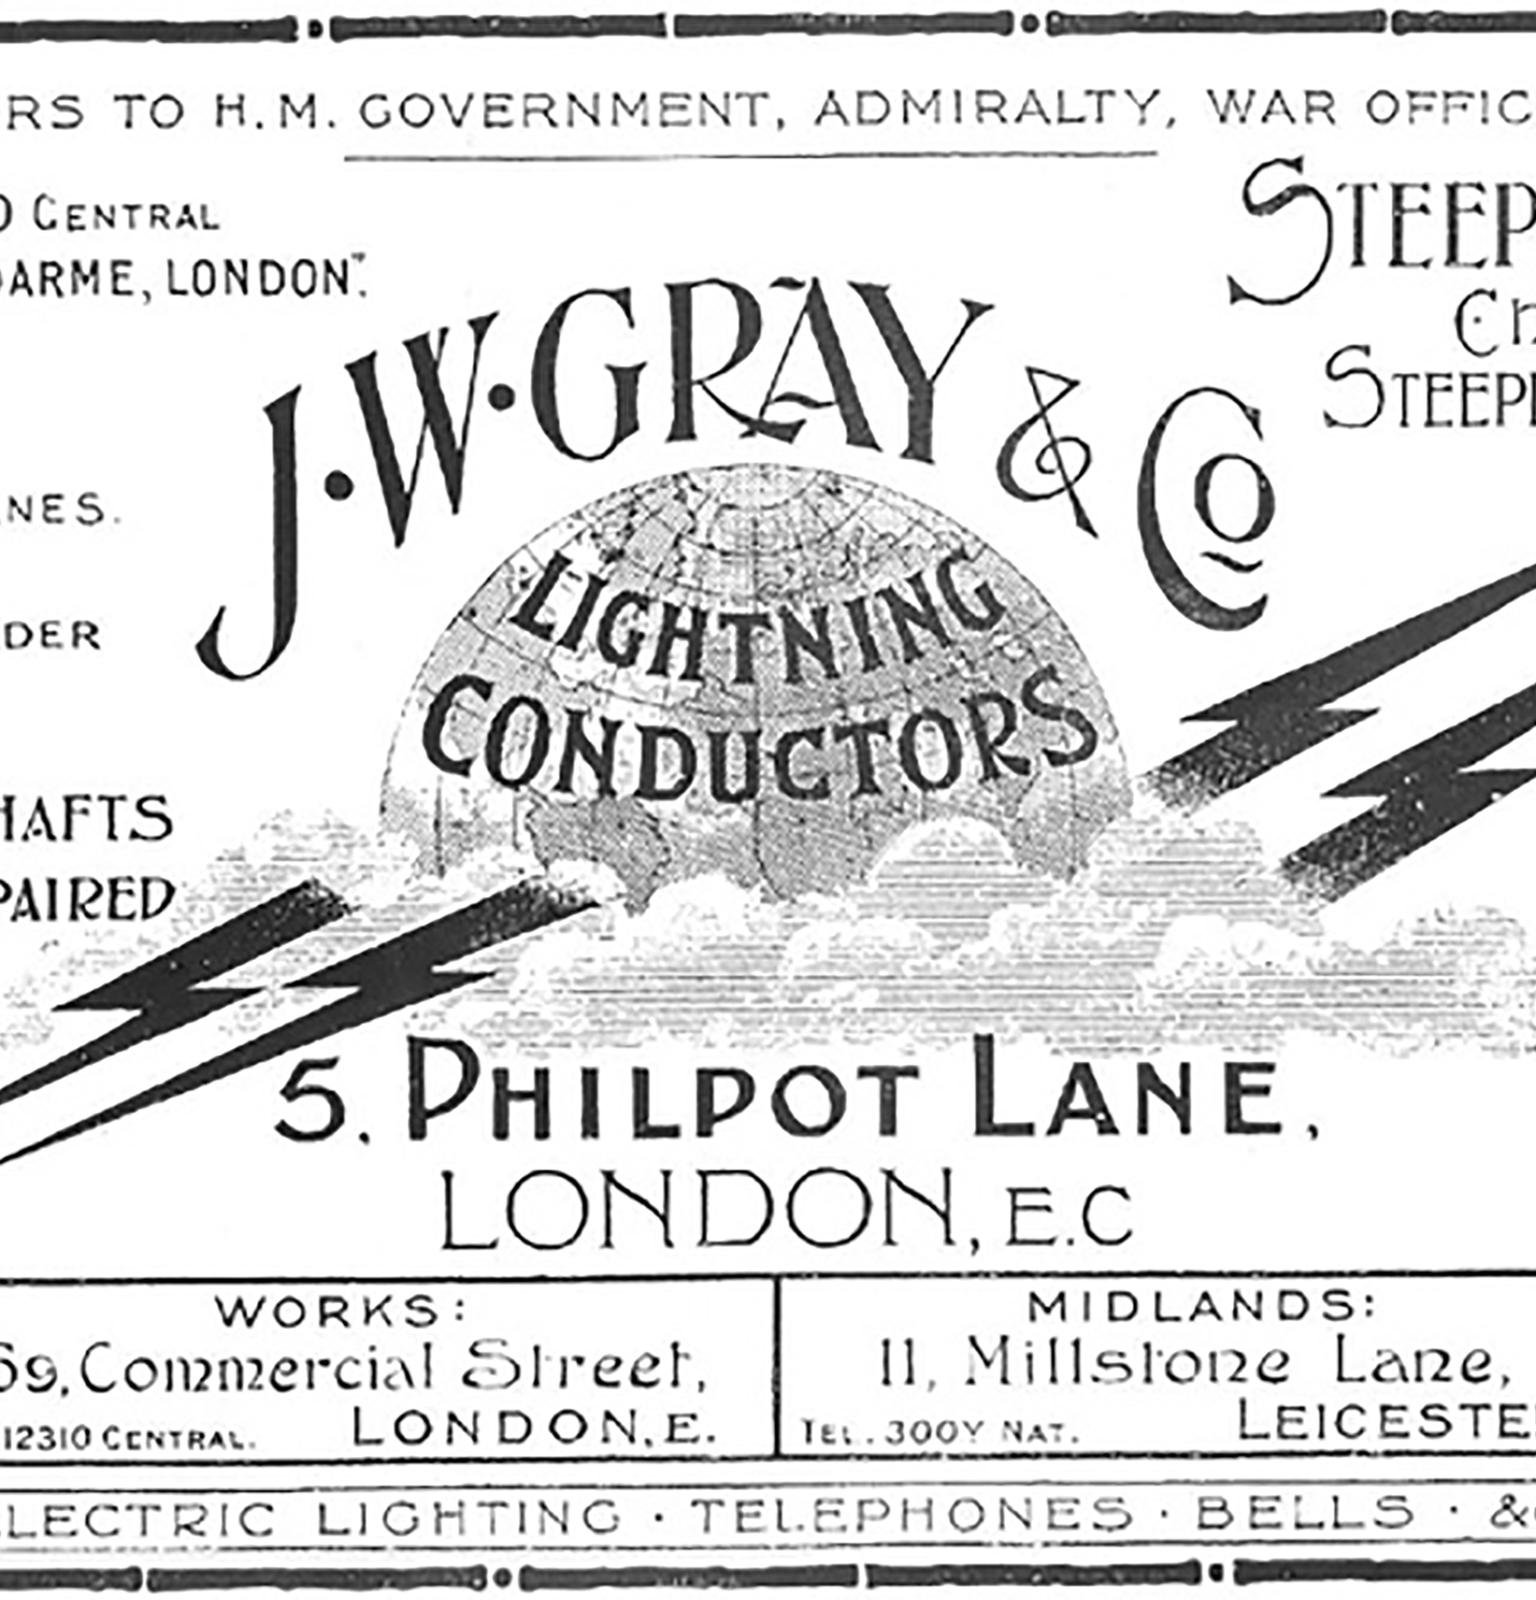 RS TO H.M. GOVERNMENT, ADMIRALTY, WAR OFFIC
CENTRAL
DARME, LONDON".
STEEP
STEEPL
J.W.GRAY & Co
NES.
DER
LIGHTNING
CONDUCTORS
HAFTS
PAIRED
5, PHILPOT LANE,
LONDON, E.C
WORKS:
69, Commercial Street,
12310 CENTRAL. LONDON, E.
MIDLANDS:
11, Millstone Lane,
TEL. 300Y NAT. LEICESTE
LECTRIC LIGHTING · TELEPHONES · BELLS · &